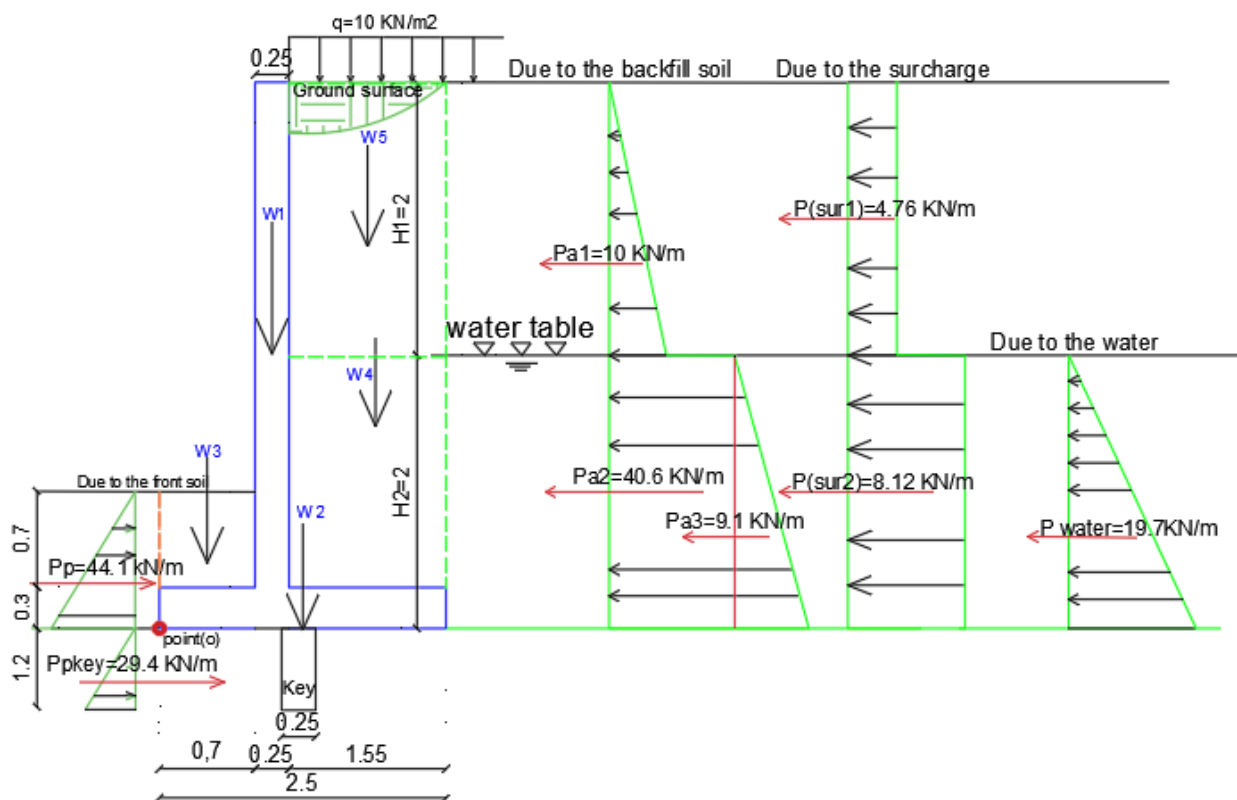 q=10 KN/m2
0.25
Due to the backfill soil
Due to the surcharge
Ground surface
W5
H1=2
W1
P(sur1)=4.76 KN/m
Pa1=10 KN/m
water table
Due to the water
W4
W3
Due to the front soil
H2=2
Pa2=40.6 KN/m
P(sur2)=8.12 KN/m
W2
Pa3=9.1 KN/m
P water=19.7KN/m
0.7
Pp=44.1 kN/m
0.3
point(o)
1.2
Ppkey=29.4 KN/m
Key
0.25
0,7
0.25
1.55
2.5